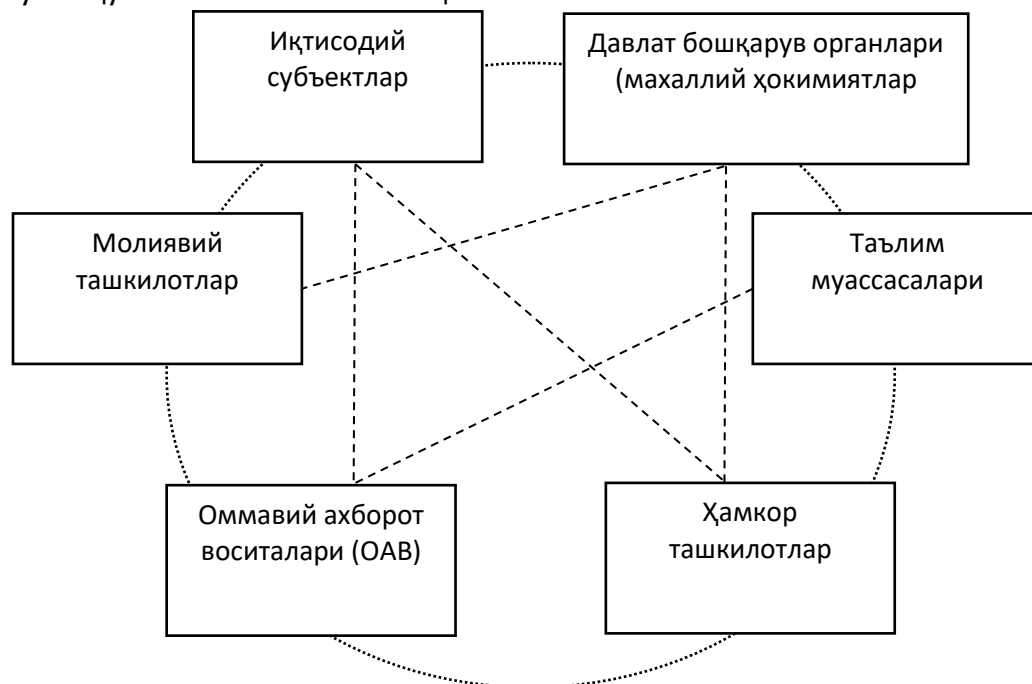 Иқтисодий
субъектлар
Давлат бошқарув органлари
(махаллий ҳокимиятлар
Молиявий
ташкилотлар
Таълим
муассасалари
Оммавий ахборот
воситалари (ОАВ)
Ҳамкор
ташкилотлар